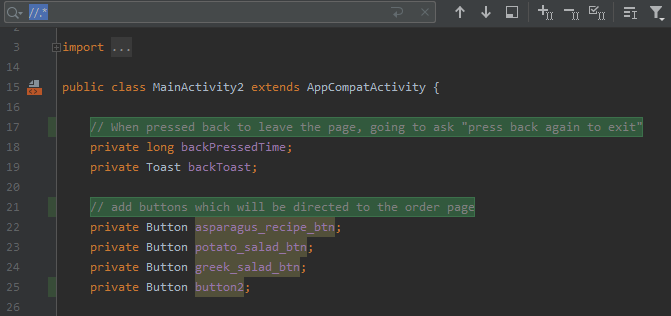 //.*
2
3 import ...
14
15 public class MainActivity2 extends AppCompatActivity {
16
17 // When pressed back to leave the page, going to ask "press back again to exit"
18 private long backPressedTime;
19 private Toast backToast;
20
21 // add buttons which will be directed to the order page
22 private Button asparagus_recipe_btn;
23 private Button potato_salad_btn;
24 private Button greek_salad_btn;
25 private Button button2;
26